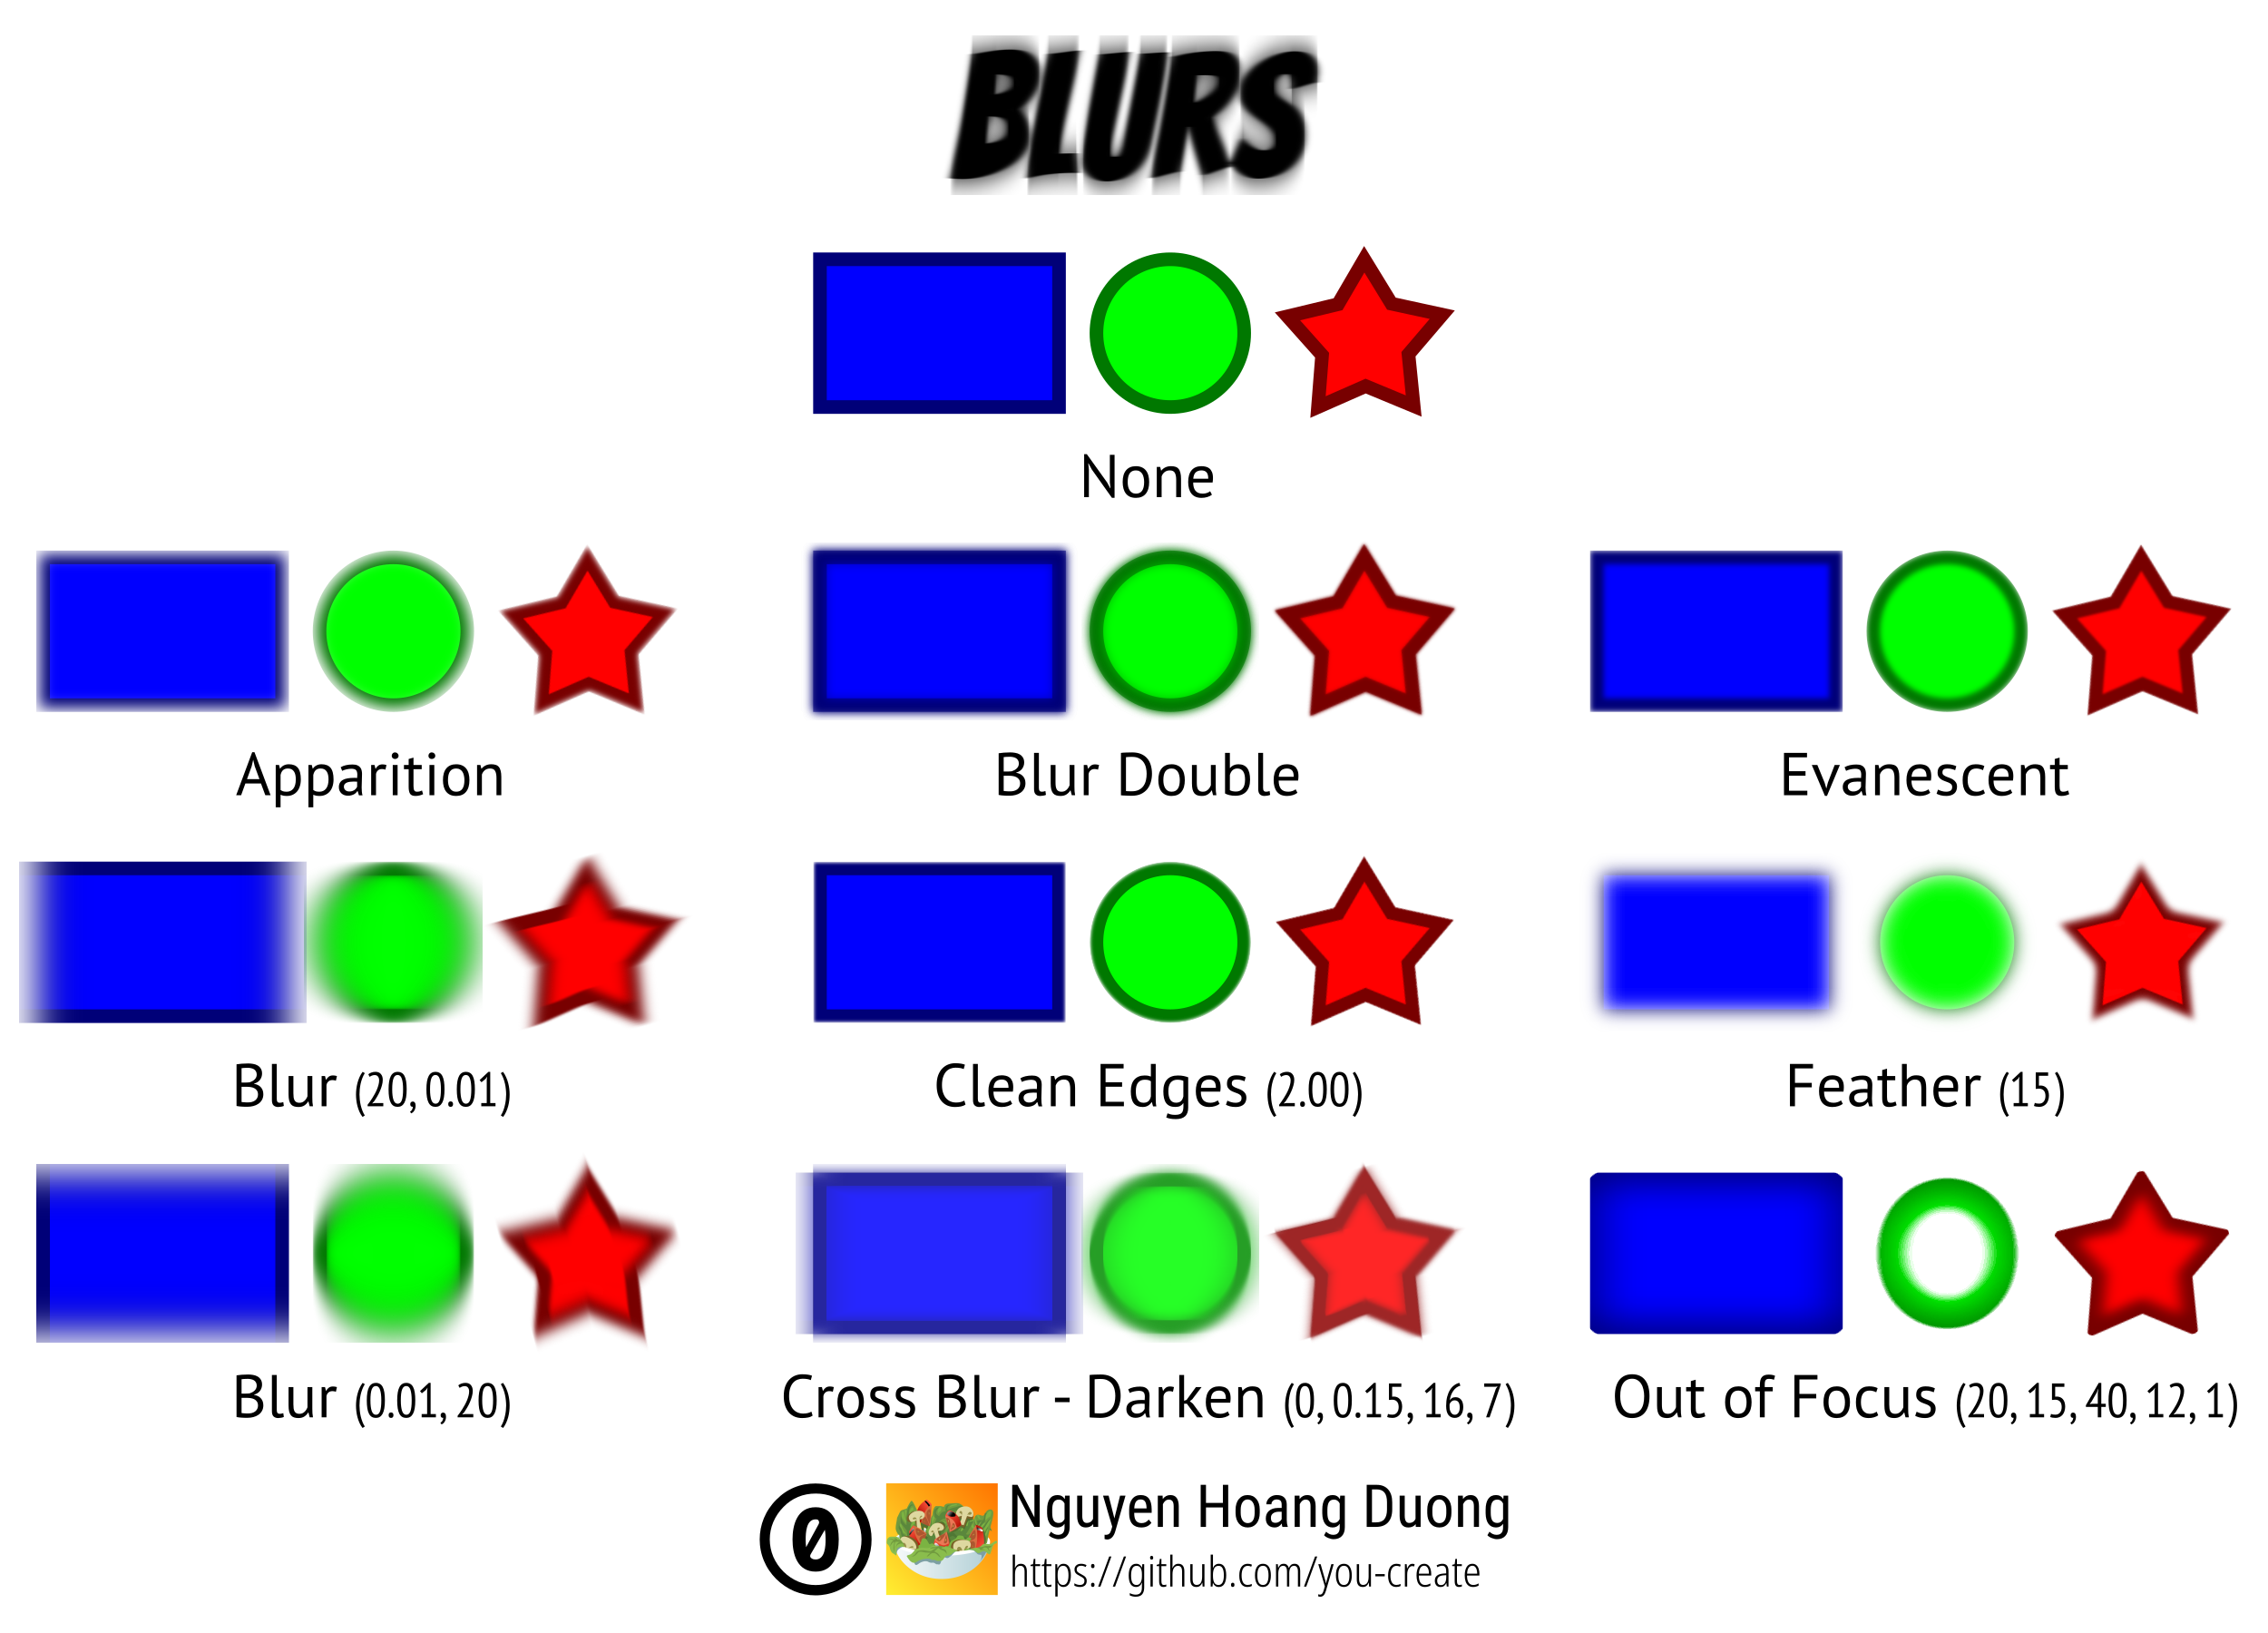 BLURS
None
Apparition
Blur Double
Evanescent
Blur (20, 0.01)
Clean Edges (2.00)
Feather (15)
Blur (0.01, 20)
Cross Blur - Darken (0, 0.15, 16, 7)
Out of Focus (20, 15, 40, 12, 1)
0
Nguyen Hoang Duong
https://github.com/you-create